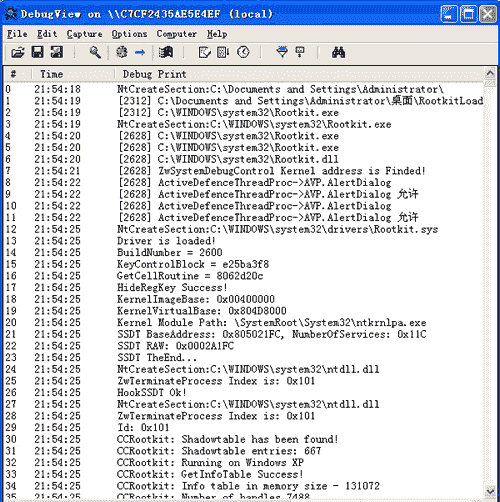 DebugView on \\C7CF2435AE5E4EF (local)
File Edit Capture Options Computer Help
# Time Debug Print
0 21:54:18 NtCreateSection:C:\Documents and Settings\Administrator\
1 21:54:19 [2312] C:\Documents and Settings\Administrator\桌面\RootkitLoad
2 21:54:19 [2312] C:\WINDOWS\system32\Rootkit.exe
3 21:54:19 NtCreateSection:C:\WINDOWS\system32\Rootkit.exe
4 21:54:20 [2628] C:\WINDOWS\system32\Rootkit.exe
5 21:54:20 [2628] C:\WINDOWS\system32\Rootkit.exe
6 21:54:20 [2628] C:\WINDOWS\system32\Rootkit.dll
7 21:54:21 [2628] ZwSystemDebugControl Kernel address is Finded!
8 21:54:22 [2628] ActiveDefenceThreadProc->AVP.AlertDialog
9 21:54:22 [2628] ActiveDefenceThreadProc->AVP.AlertDialog 允许
10 21:54:22 [2628] ActiveDefenceThreadProc->AVP.AlertDialog
11 21:54:22 [2628] ActiveDefenceThreadProc->AVP.AlertDialog 允许
12 21:54:25 NtCreateSection:C:\WINDOWS\system32\drivers\Rootkit.sys
13 21:54:25 Driver is loaded!
14 21:54:25 BuildNumber = 2600
15 21:54:25 KeyControlBlock = e25ba3f8
16 21:54:25 GetCellRoutine = 8062d20c
17 21:54:25 HideRegKey Success!
18 21:54:25 KernelImageBase: 0x00400000
19 21:54:25 KernelVirtualBase: 0x804D8000
20 21:54:25 Kernel Module Path: \SystemRoot\System32\ntkrnlpa.exe
21 21:54:25 SSDT BaseAddress: 0x805021FC, NumberOfServices: 0x11C
22 21:54:25 SSDT RAW: 0x0002A1FC
23 21:54:25 SSDT TheEnd...
24 21:54:25 NtCreateSection:C:\WINDOWS\system32\ntdll.dll
25 21:54:25 ZwTerminateProcess Index is: 0x101
26 21:54:25 HookSSDT Ok!
27 21:54:25 NtCreateSection:C:\WINDOWS\system32\ntdll.dll
28 21:54:25 ZwTerminateProcess Index is: 0x101
29 21:54:25 Id: 0x101
30 21:54:25 CCRootkit: Shadowtable has been found!
31 21:54:25 CCRootkit: Shadowtable entries: 667
32 21:54:25 CCRootkit: Running on Windows XP
33 21:54:25 CCRootkit: GetInfoTable Success!
34 21:54:25 CCRootkit: Info table in memory size - 131072
35 21:54:25 CCRootkit: Number of handles 7488